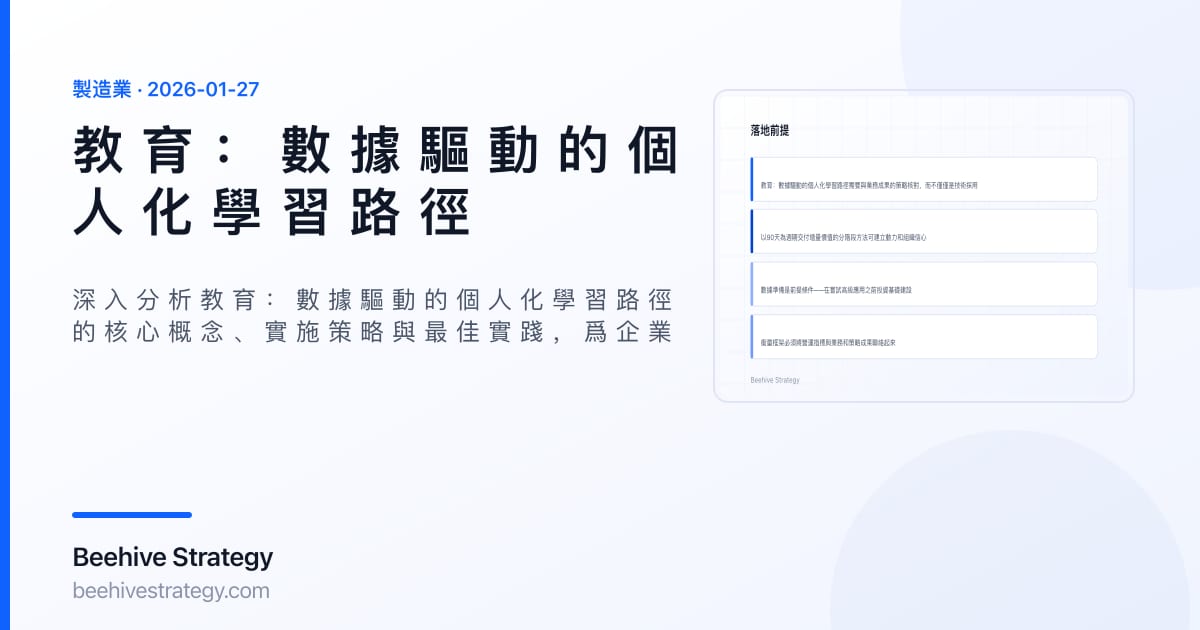 製造業 · 2026-01-27
教育：數據驅動的個
人化學習路徑
深入分析教育：數據驅動的個人化學習路徑
的核心概念、實施策略與最佳實踐，爲企業
落地前提
教育：數據驅動的個人化學習路徑需要與業務成果的策略核對，而不僅僅是技術採用
以90天為週期交付增量價值的分階段方法可建立動力和組織信心
數據準備是前提條件——在嘗試高級應用之前投資基礎建設
衡量框架必須將營運指標與業務和策略成果聯絡起來
Beehive Strategy
Beehive Strategy
beehivestrategy.com